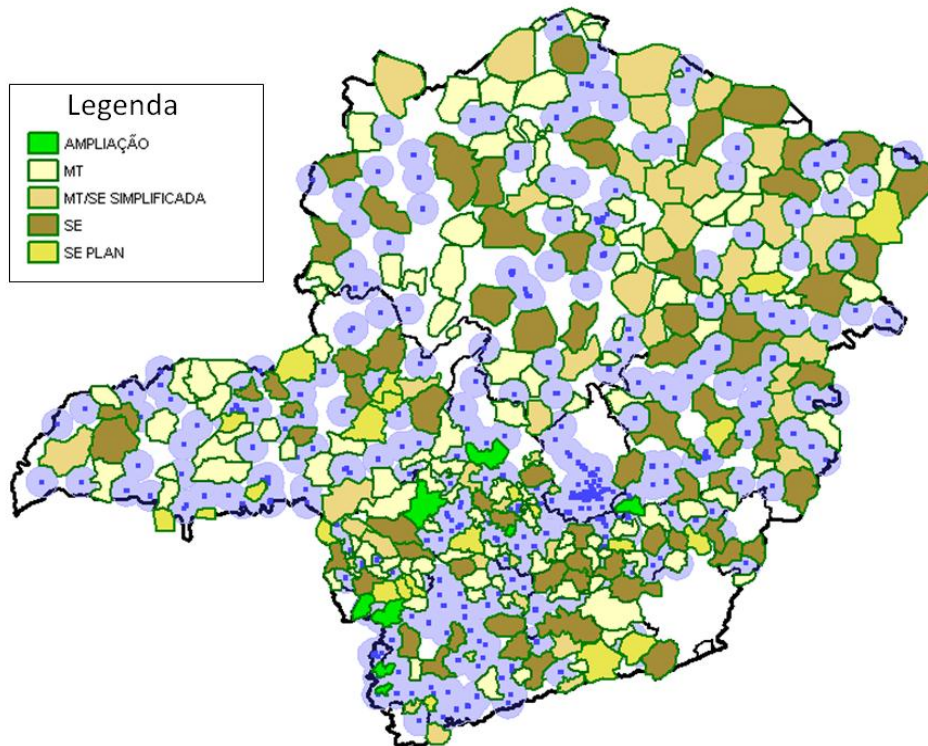 Legenda
AMPLIAÇÃO
MT
MT/SE SIMPLIFICADA
SE
SE PLAN